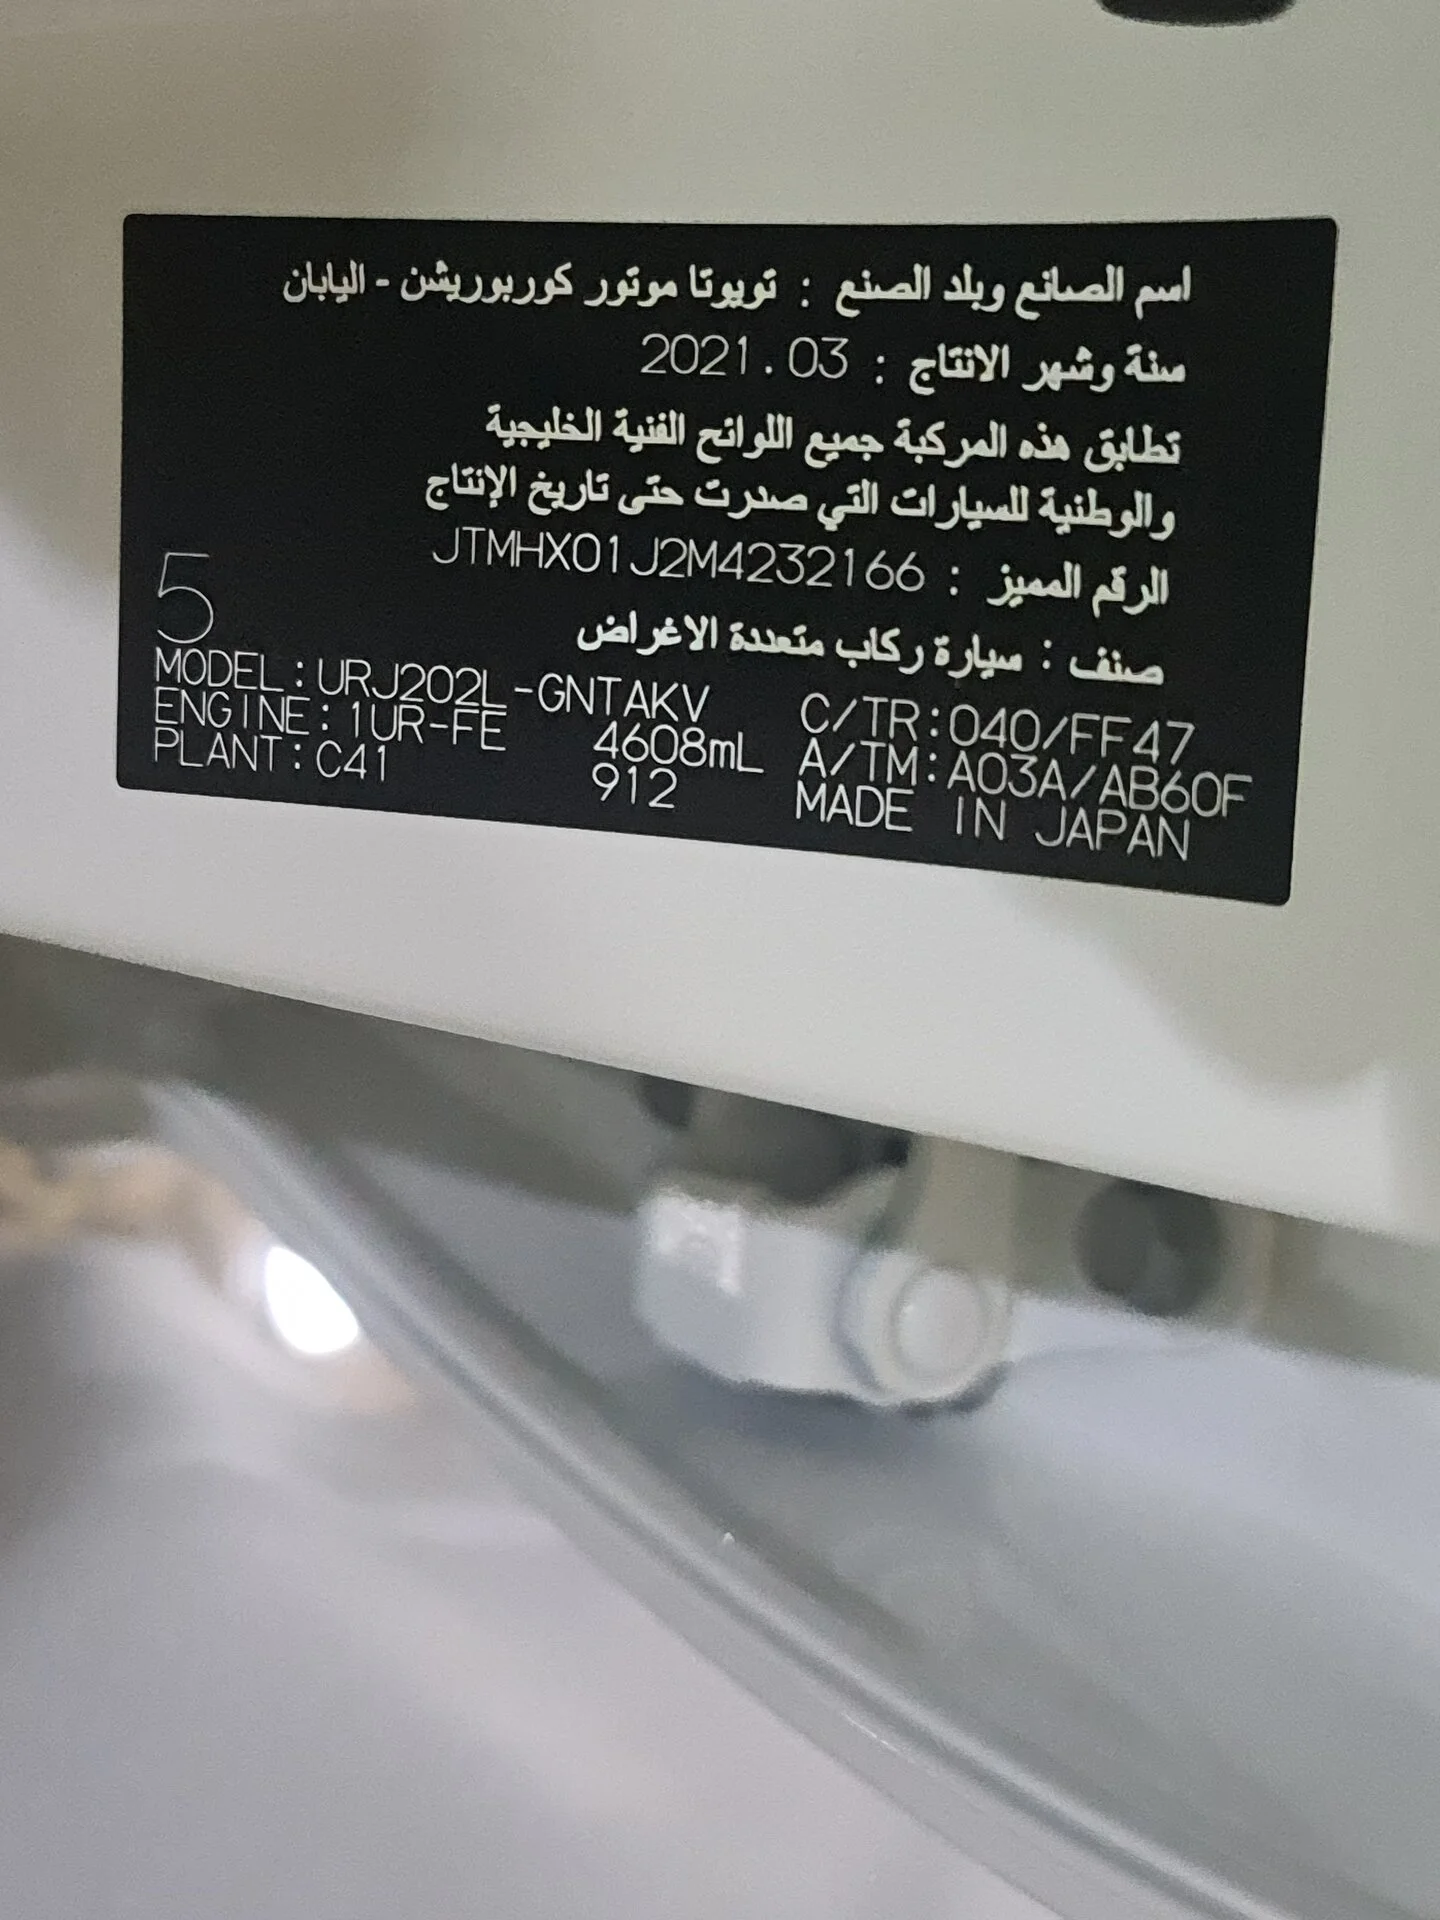 اسم الصانع وبلد الصنع : تويوتا موتور كوربوريشن - اليابان
سنة وشهر الانتاج : 2021.03
تطابق هذه المركبة جميع اللوائح الفنية الخليجية
والوطنية للسيارات التي صدرت حتى تاريخ الإنتاج
الرقم المميز : JTMHX01J2M4232166
صنف : سيارة ركاب متعددة الاغراض
5
MODEL : URJ202L-GNTAKV C/TR : 040/FF47
ENGINE : 1UR-FE 4608mL A/TM : A03A/AB60F
PLANT : C41 912 MADE IN JAPAN